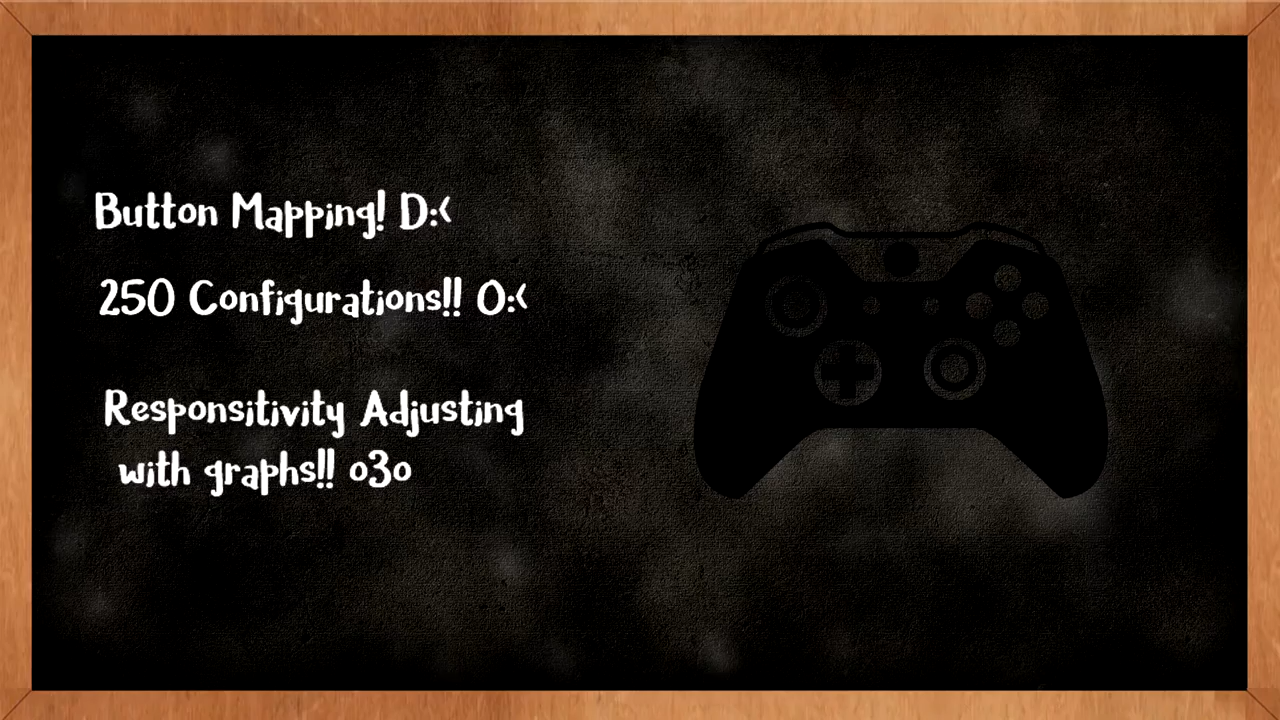 Button Mapping! D:<
250 Configurations!! O:<
Responsitivity Adjusting
with graphs!! o3o